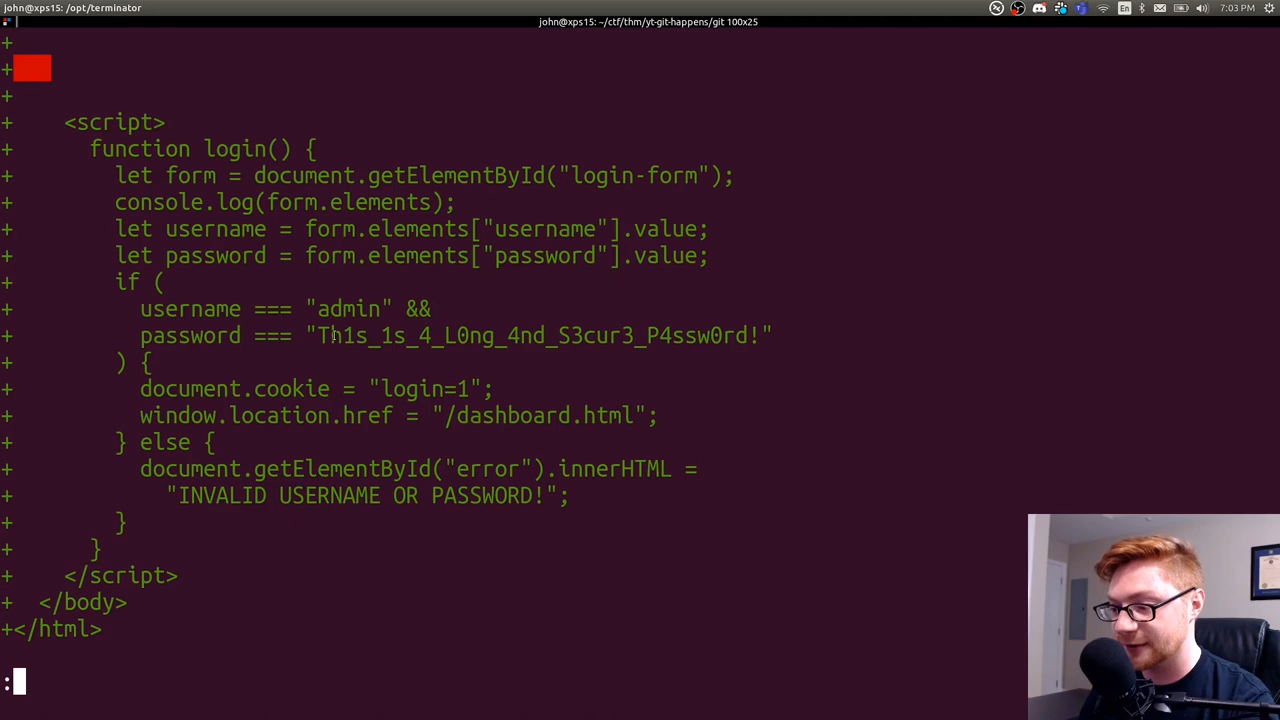 john@xps15: /opt/terminator
En
7:03 PM
john@xps15: ~/ctf/thm/yt-git-happens/git 100x25
+
+
+
+    <script>
+      function login() {
+        let form = document.getElementById("login-form");
+        console.log(form.elements);
+        let username = form.elements["username"].value;
+        let password = form.elements["password"].value;
+        if (
+          username === "admin" &&
+          password === "Th1s_1s_4_L0ng_4nd_S3cur3_P4ssw0rd!"
+        ) {
+          document.cookie = "login=1";
+          window.location.href = "/dashboard.html";
+        } else {
+          document.getElementById("error").innerHTML =
+            "INVALID USERNAME OR PASSWORD!";
+        }
+      }
+    </script>
+  </body>
+</html>
: